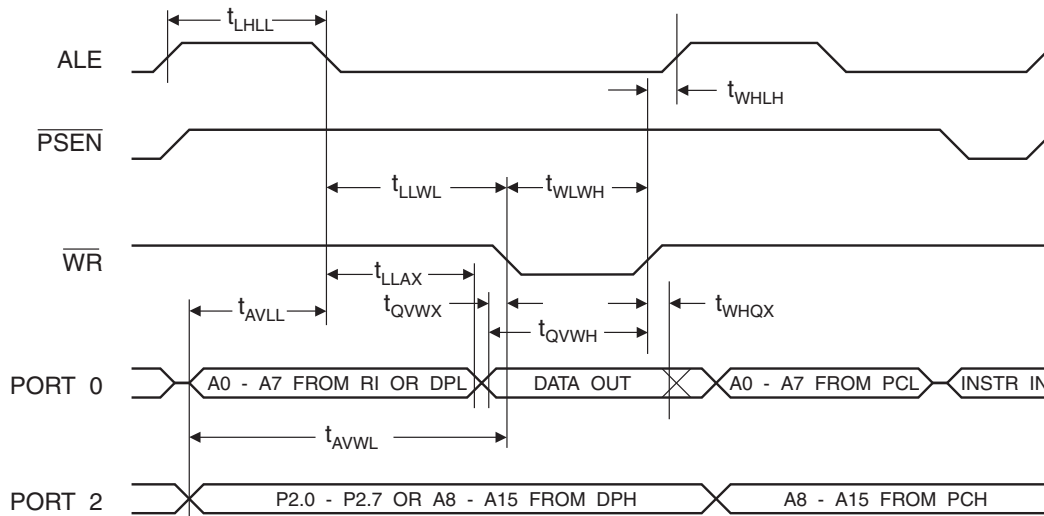 tLHLL
ALE
tWHLH
PSEN
tLLWL
tWLWH
WR
tLLAX
tQVWX
tWHQX
tAVLL
tQVWH
PORT 0
A0 - A7 FROM RI OR DPL
DATA OUT
A0 - A7 FROM PCL
INSTR IN
tAVWL
PORT 2
P2.0 - P2.7 OR A8 - A15 FROM DPH
A8 - A15 FROM PCH